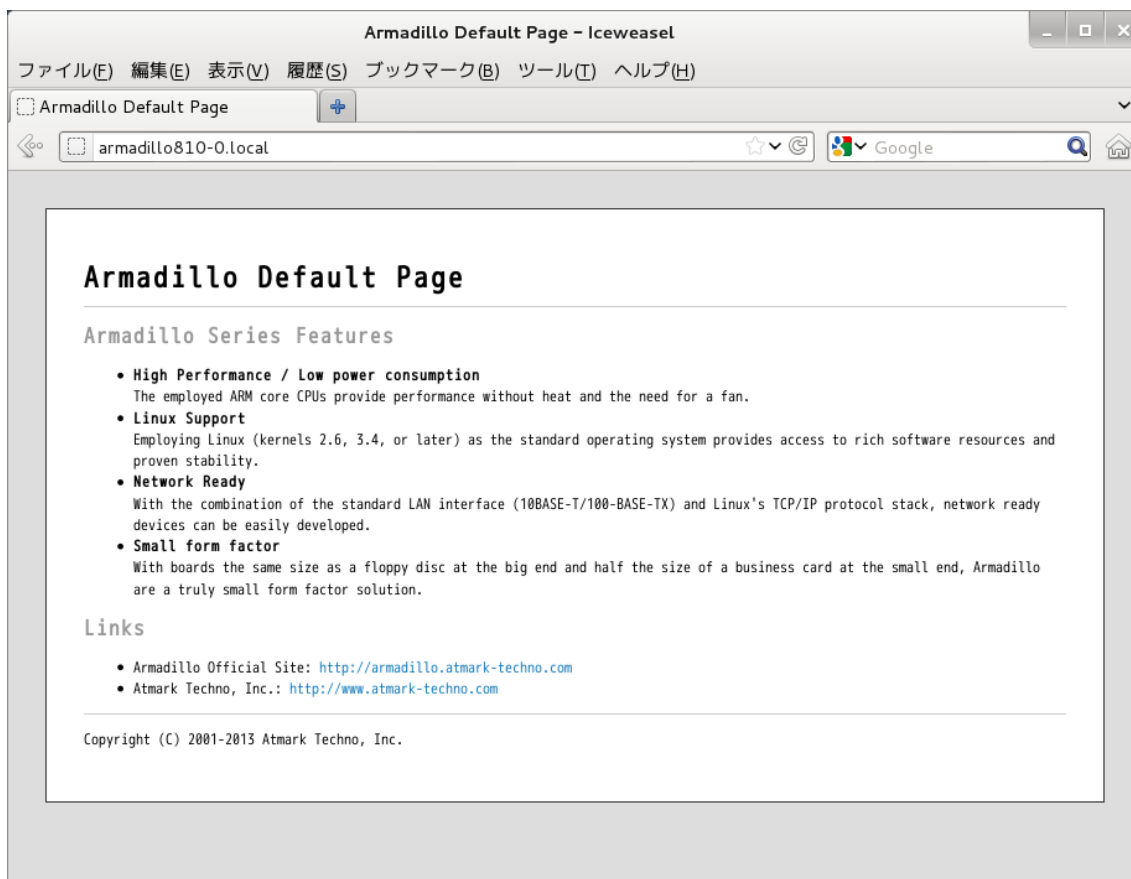 Armadillo Default Page – Iceweasel
ファイル(F) 編集(E) 表示(V) 履歴(S) ブックマーク(B) ツール(T) ヘルプ(H)
Armadillo Default Page
armadillo810-0.local
Google
Armadillo Default Page
Armadillo Series Features
• High Performance / Low power consumption
The employed ARM core CPUs provide performance without heat and the need for a fan.
• Linux Support
Employing Linux (kernels 2.6, 3.4, or later) as the standard operating system provides access to rich software resources and
proven stability.
• Network Ready
With the combination of the standard LAN interface (10BASE-T/100-BASE-TX) and Linux's TCP/IP protocol stack, network ready
devices can be easily developed.
• Small form factor
With boards the same size as a floppy disc at the big end and half the size of a business card at the small end, Armadillo
are a truly small form factor solution.
Links
• Armadillo Official Site: http://armadillo.atmark-techno.com
• Atmark Techno, Inc.: http://www.atmark-techno.com
Copyright (C) 2001-2013 Atmark Techno, Inc.